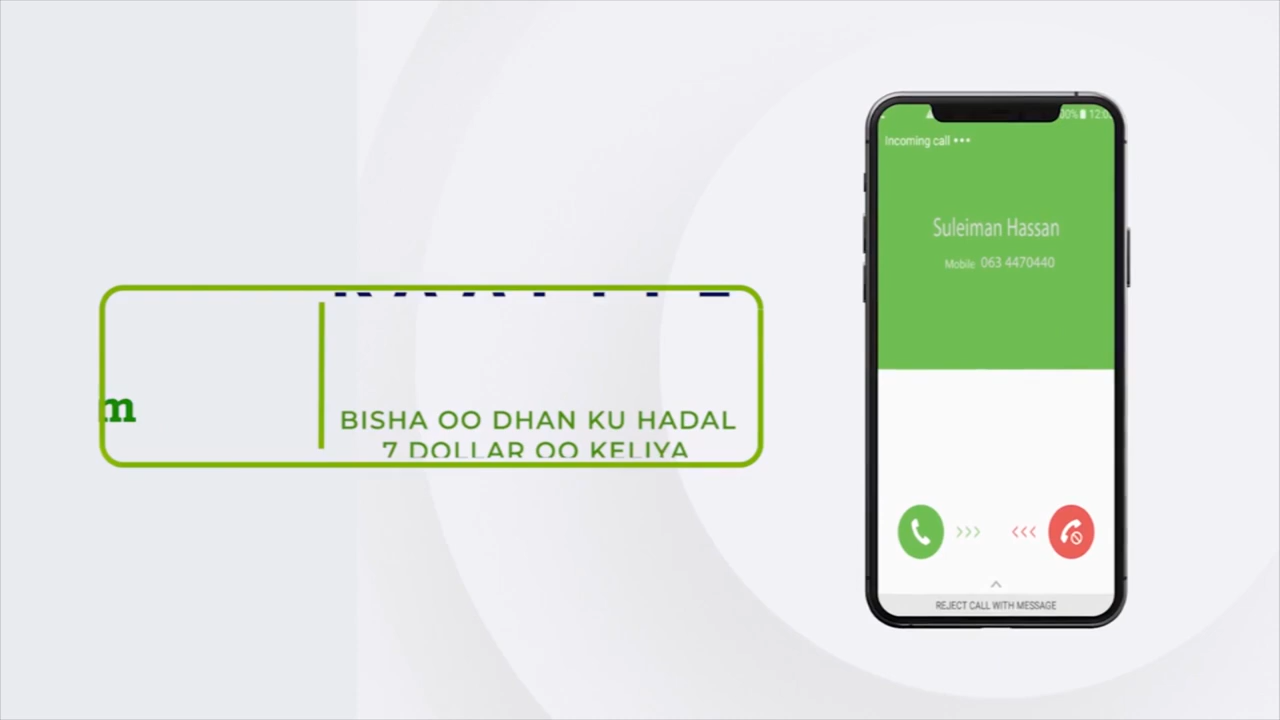 m
BISHA OO DHAN KU HADAL
7 DOLLAR OO KELIYA
Incoming call •••
Suleiman Hassan
Mobile 063 4470440
REJECT CALL WITH MESSAGE